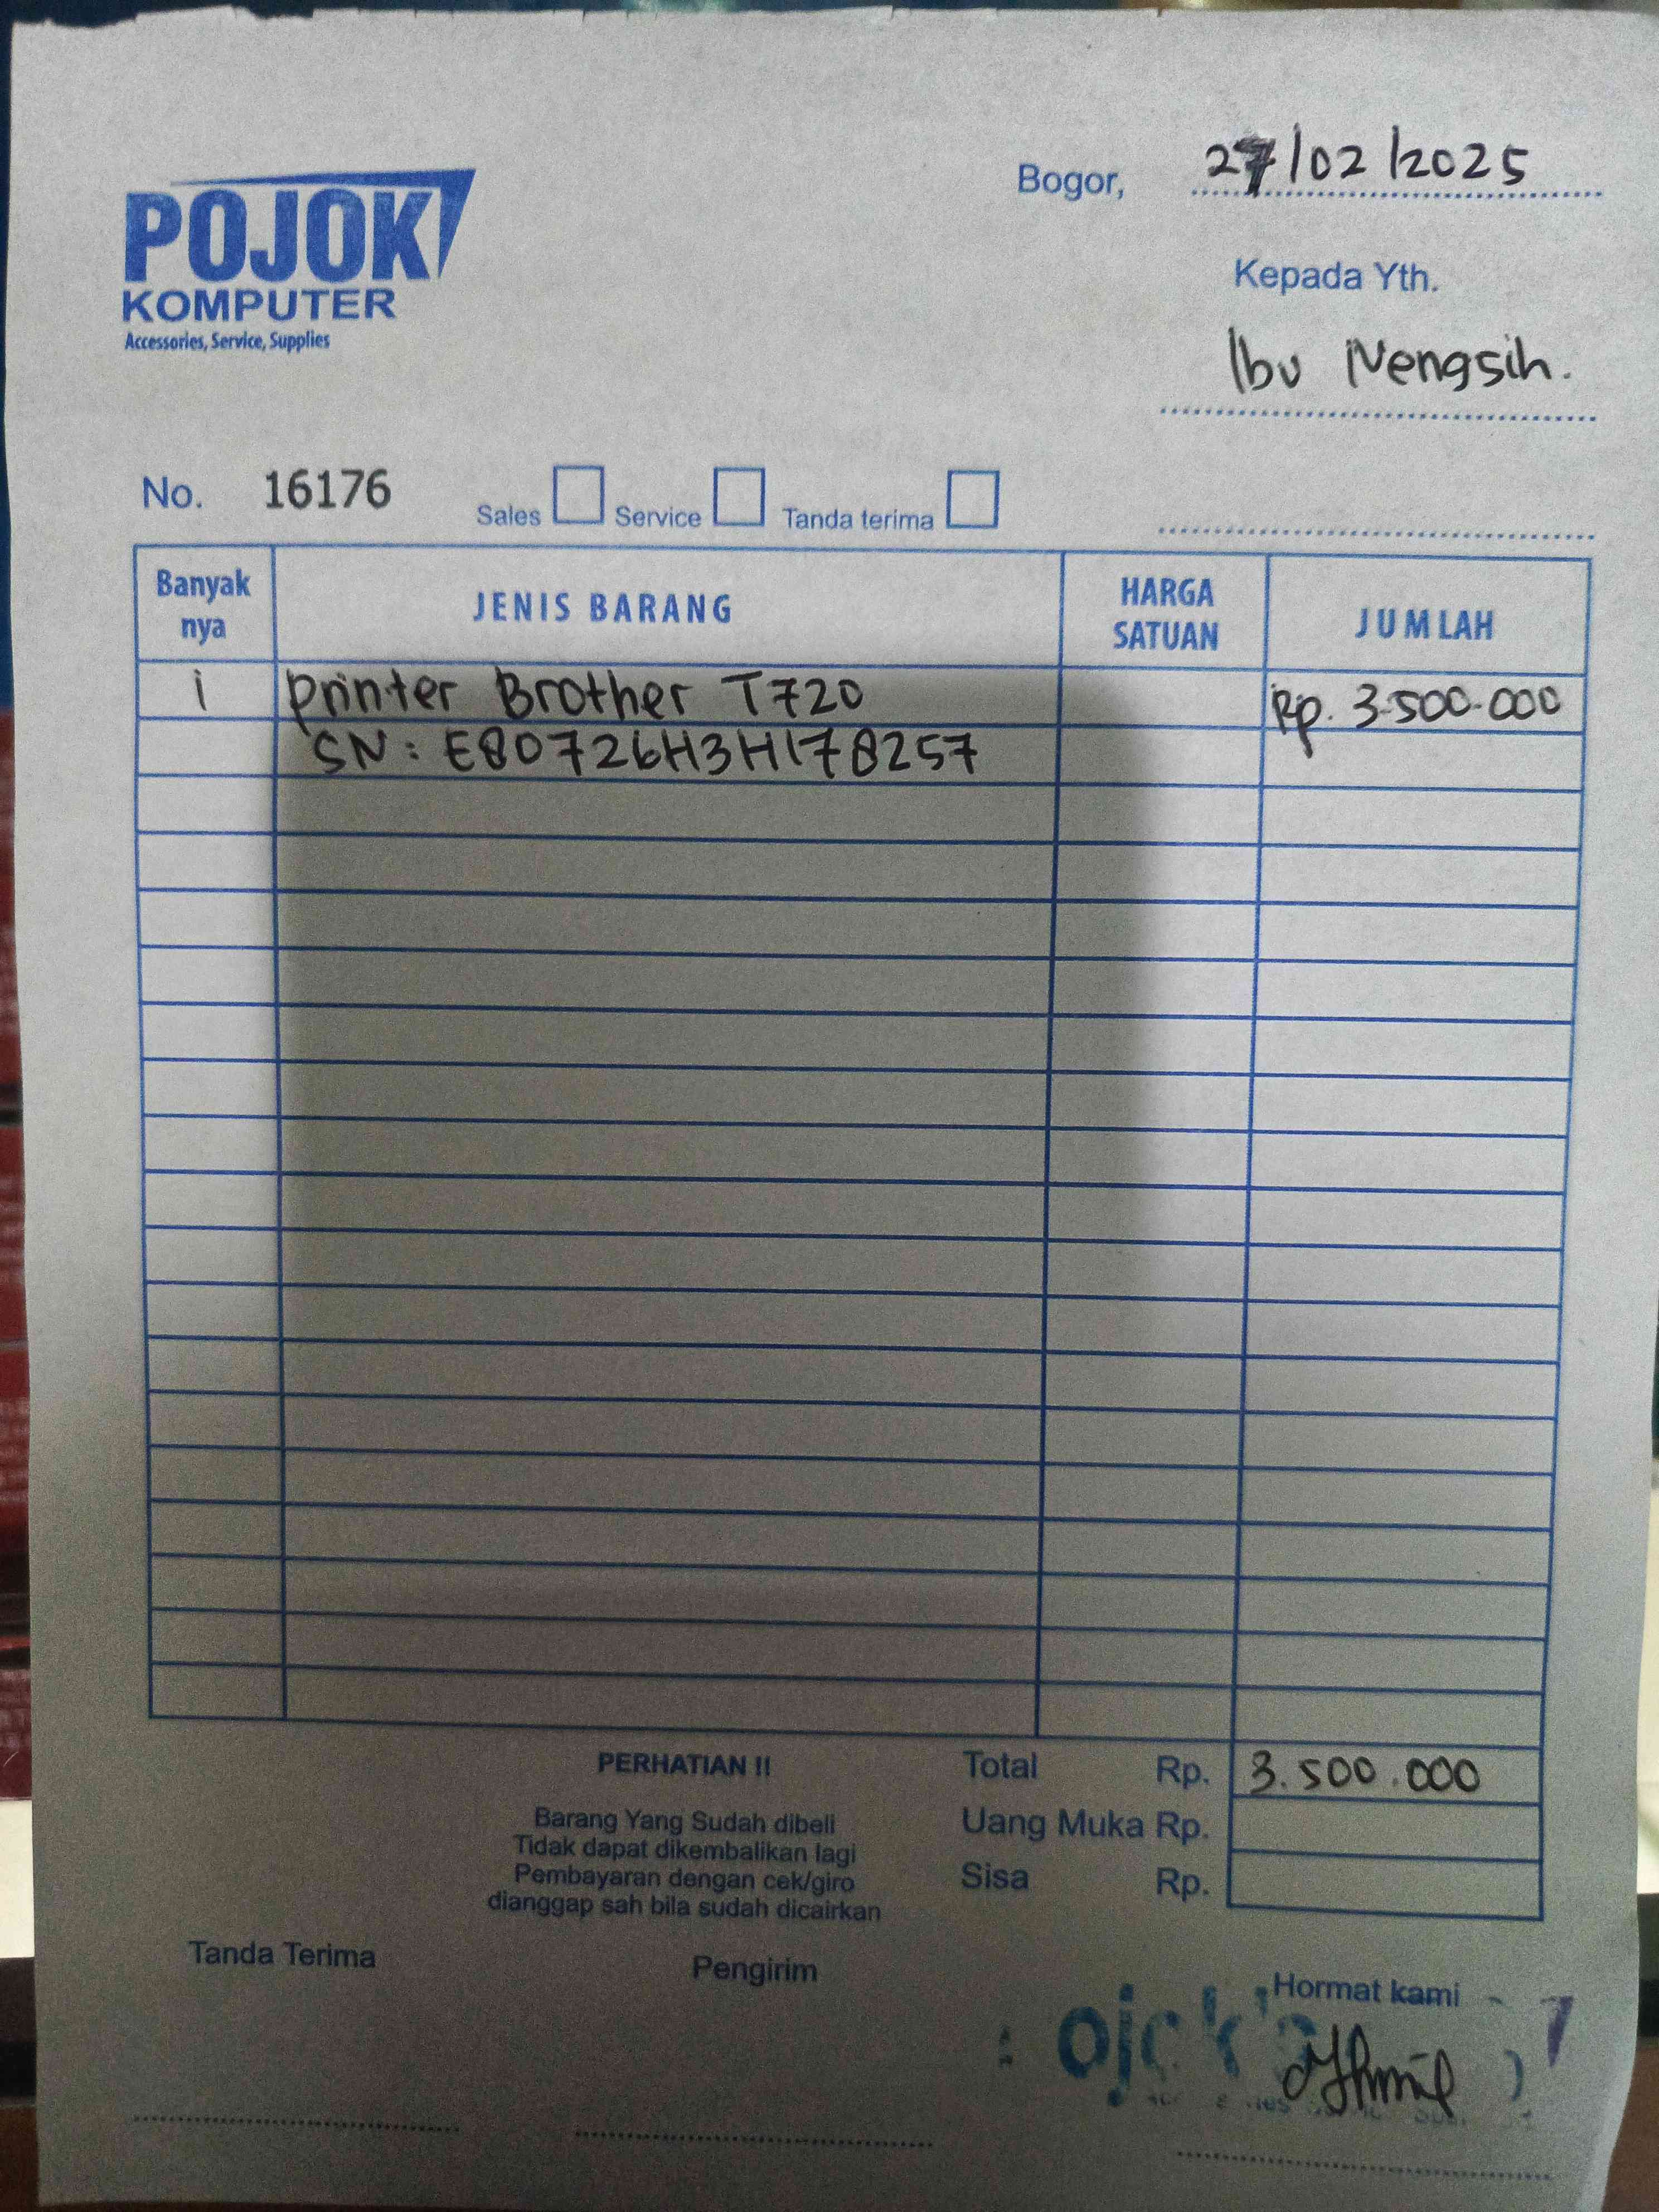 POJOK
KOMPUTER
Accessories, Service, Supplies
Bogor, 27/02/2025
Kepada Yth.
Ibu Nengsih.
No. 16176 Sales Service Tanda terima
Banyak nya JENIS BARANG HARGA SATUAN JUMLAH
1 Printer Brother T720 Rp. 3.500.000
SN : E80726H3H178257
PERHATIAN !!
Barang Yang Sudah dibeli
Tidak dapat dikembalikan lagi
Pembayaran dengan cek/giro
dianggap sah bila sudah dicairkan
Total Rp. 3.500.000
Uang Muka Rp.
Sisa Rp.
Tanda Terima Pengirim Hormat kami